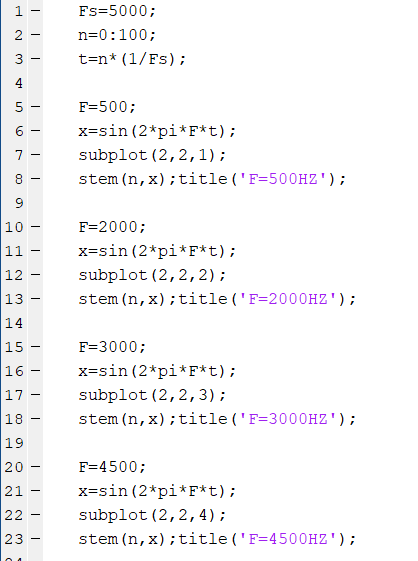 1 - Fs=5000;
2 - n=0:100;
3 - t=n*(1/Fs);
4
5 - F=500;
6 - x=sin(2*pi*F*t);
7 - subplot(2,2,1);
8 - stem(n,x);title('F=500HZ');
9
10 - F=2000;
11 - x=sin(2*pi*F*t);
12 - subplot(2,2,2);
13 - stem(n,x);title('F=2000HZ');
14
15 - F=3000;
16 - x=sin(2*pi*F*t);
17 - subplot(2,2,3);
18 - stem(n,x);title('F=3000HZ');
19
20 - F=4500;
21 - x=sin(2*pi*F*t);
22 - subplot(2,2,4);
23 - stem(n,x);title('F=4500HZ');